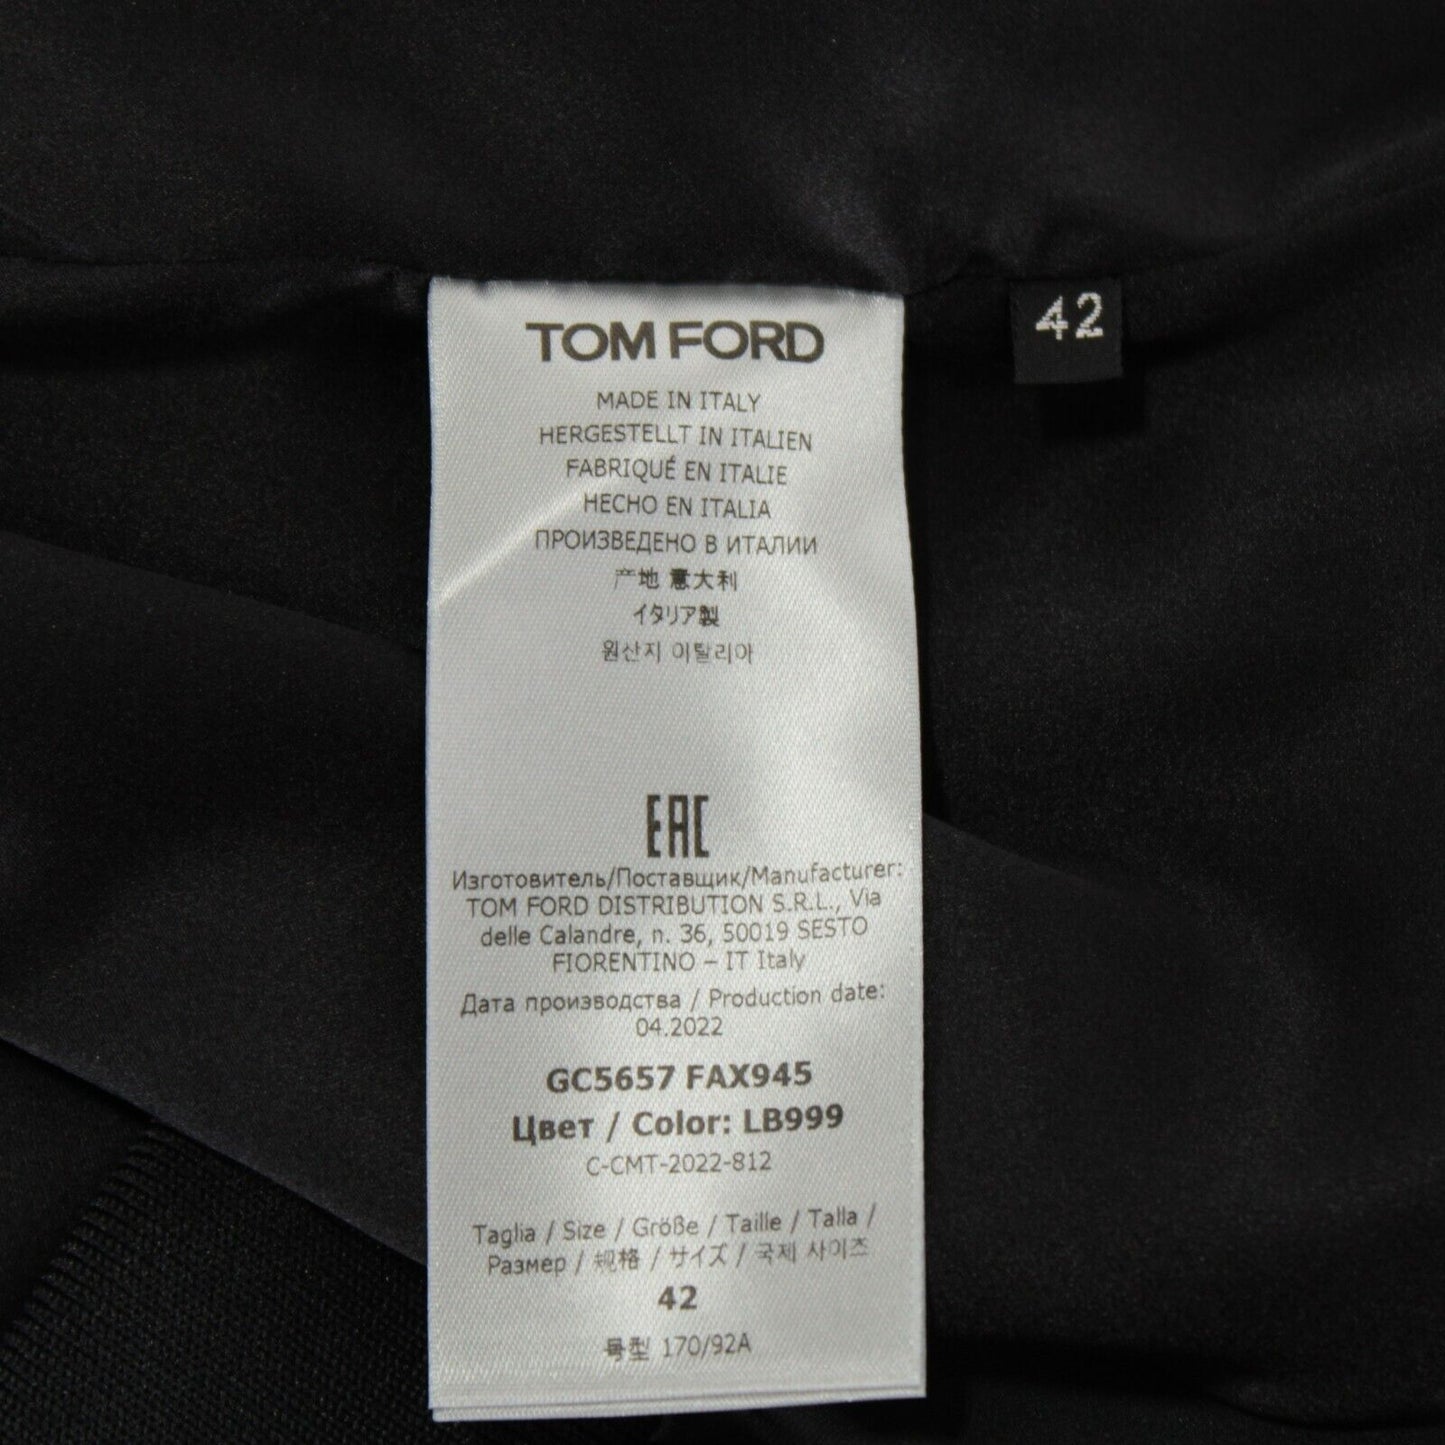 TOM FORD
42
MADE IN ITALY
HERGESTELLT IN ITALIEN
FABRIQUÉ EN ITALIE
HECHO EN ITALIA
ПРОИЗВЕДЕНО В ИТАЛИИ
产地 意大利
イタリア製
원산지 이탈리아
EAC
Изготовитель/Поставщик/Manufacturer:
TOM FORD DISTRIBUTION S.R.L., Via
delle Calandre, n. 36, 50019 SESTO
FIORENTINO – IT Italy
Дата производства / Production date:
04.2022
GC5657 FAX945
Цвет / Color: LB999
C-CMT-2022-812
Taglia / Size / Größe / Taille / Talla /
Размер / 规格 / サイズ / 국제 사이즈
42
号型 170/92A